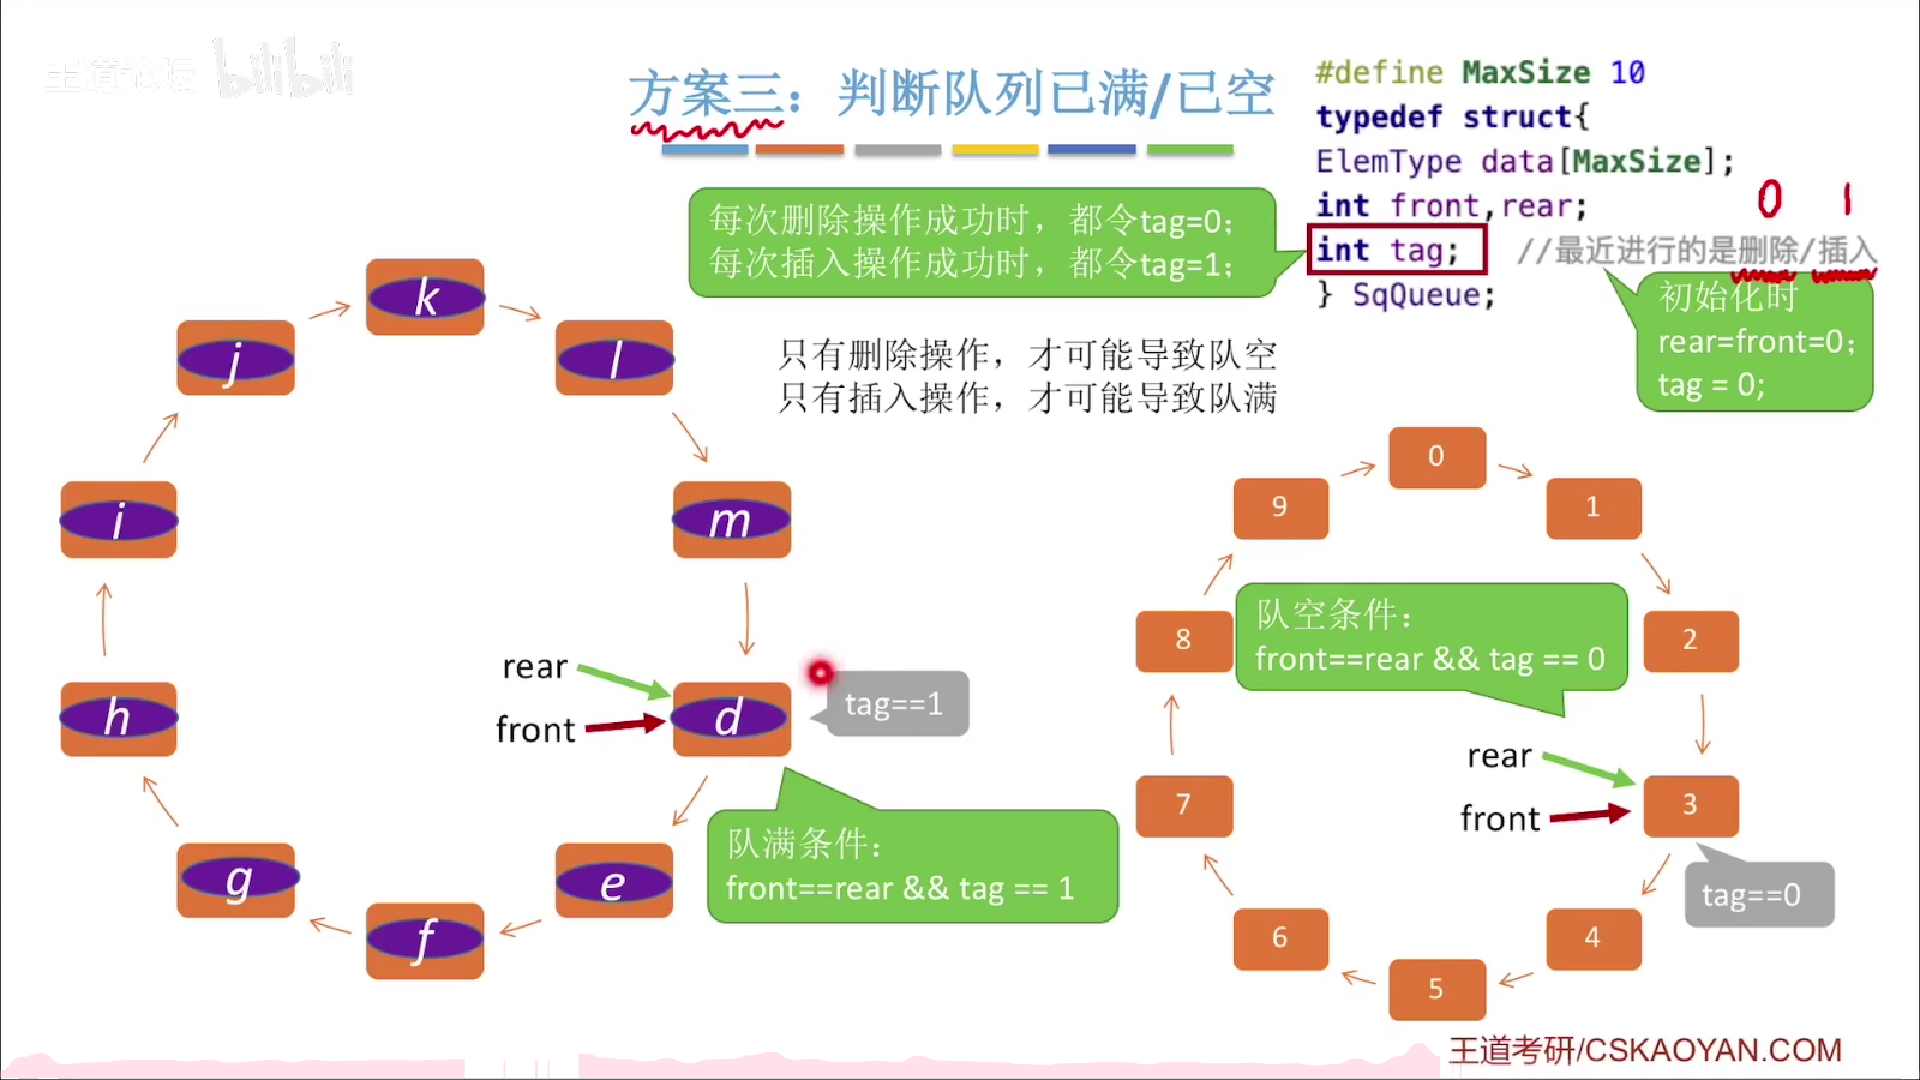 王道论坛 bilibili
方案三：判断队列已满/已空
#define MaxSize 10
typedef struct{
ElemType data[MaxSize];
int front,rear;
0 1
int tag; //最近进行的是删除/插入
} SqQueue;
每次删除操作成功时，都令tag=0；
每次插入操作成功时，都令tag=1；
初始化时
rear=front=0；
tag = 0；
只有删除操作，才可能导致队空
只有插入操作，才可能导致队满
k
j
l
i
m
h
d
g
e
f
rear
front
tag==1
队满条件：
front==rear && tag == 1
0
9
1
8
2
7
3
6
4
5
队空条件：
front==rear && tag == 0
rear
front
tag==0
王道考研/CSKAOYAN.COM